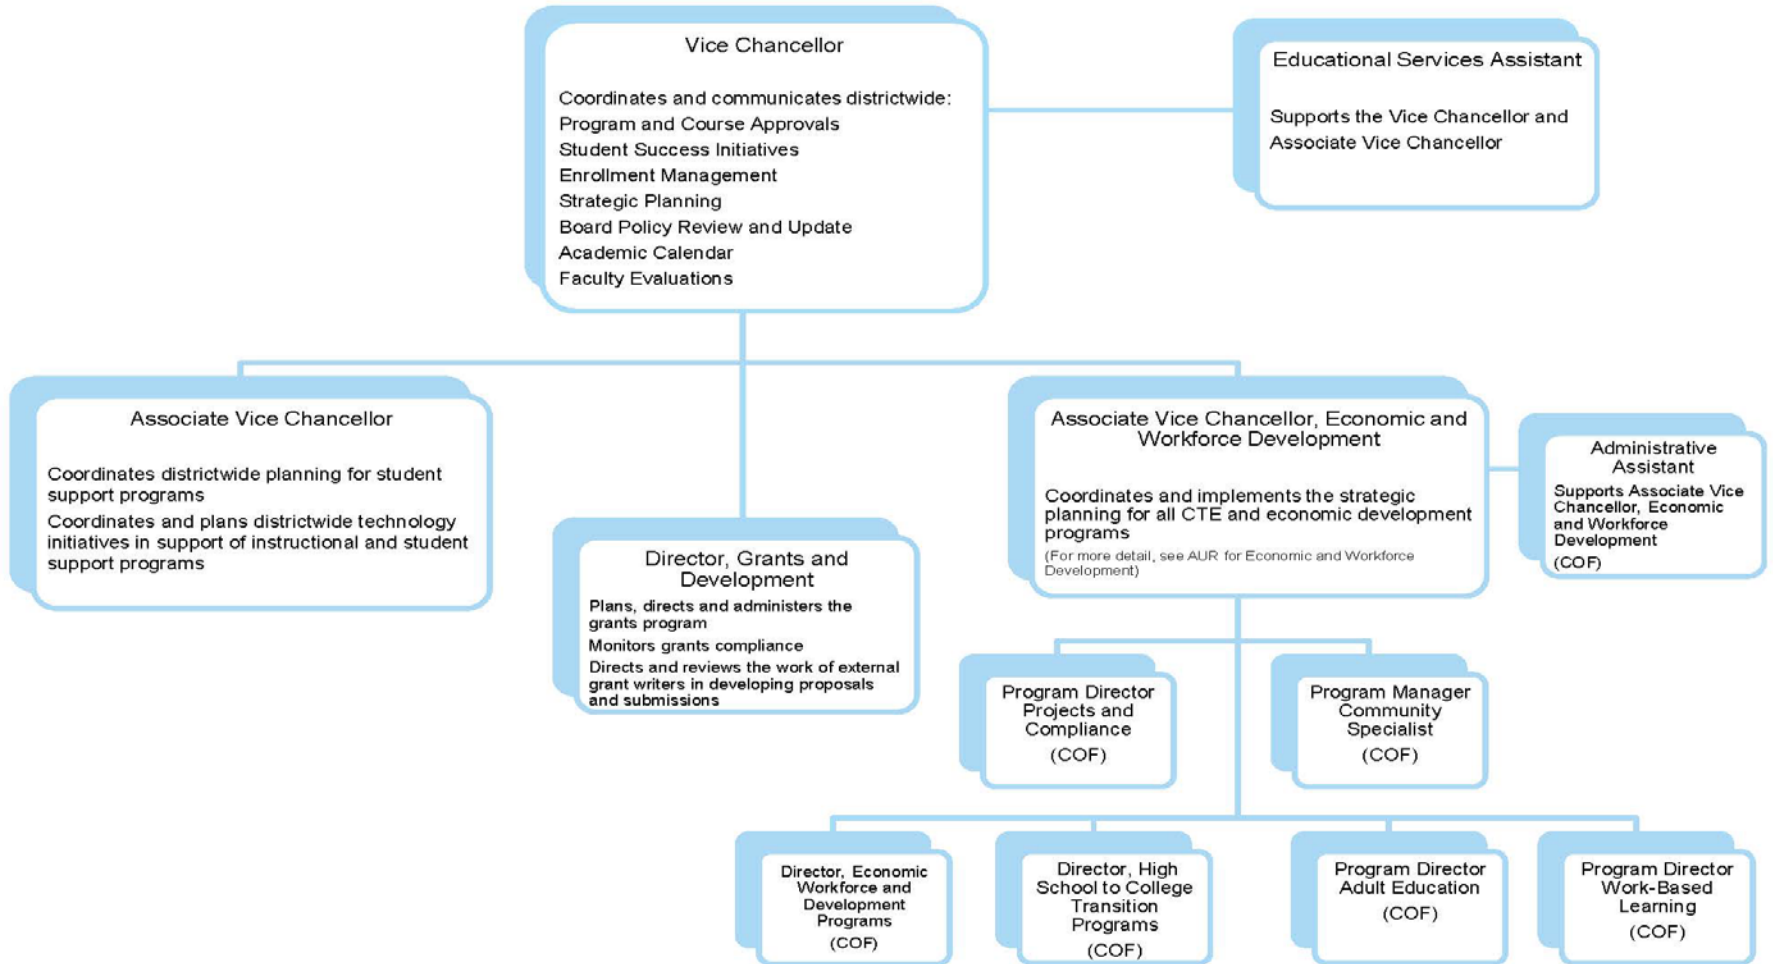 Vice Chancellor
Coordinates and communicates districtwide:
Program and Course Approvals
Student Success Initiatives
Enrollment Management
Strategic Planning
Board Policy Review and Update
Academic Calendar
Faculty Evaluations
Educational Services Assistant
Supports the Vice Chancellor and
Associate Vice Chancellor
Associate Vice Chancellor
Coordinates districtwide planning for student
support programs
Coordinates and plans districtwide technology
initiatives in support of instructional and student
support programs
Director, Grants and
Development
Plans, directs and administers the
grants program
Monitors grants compliance
Directs and reviews the work of external
grant writers in developing proposals
and submissions
Associate Vice Chancellor, Economic and
Workforce Development
Coordinates and implements the strategic
planning for all CTE and economic development
programs
(For more detail, see AUR for Economic and Workforce
Development)
Administrative
Assistant
Supports Associate Vice
Chancellor, Economic
and Workforce
Development
(COF)
Program Director
Projects and
Compliance
(COF)
Program Manager
Community
Specialist
(COF)
Director, Economic
Workforce and
Development
Programs
(COF)
Director, High
School to College
Transition
Programs
(COF)
Program Director
Adult Education
(COF)
Program Director
Work-Based
Learning
(COF)